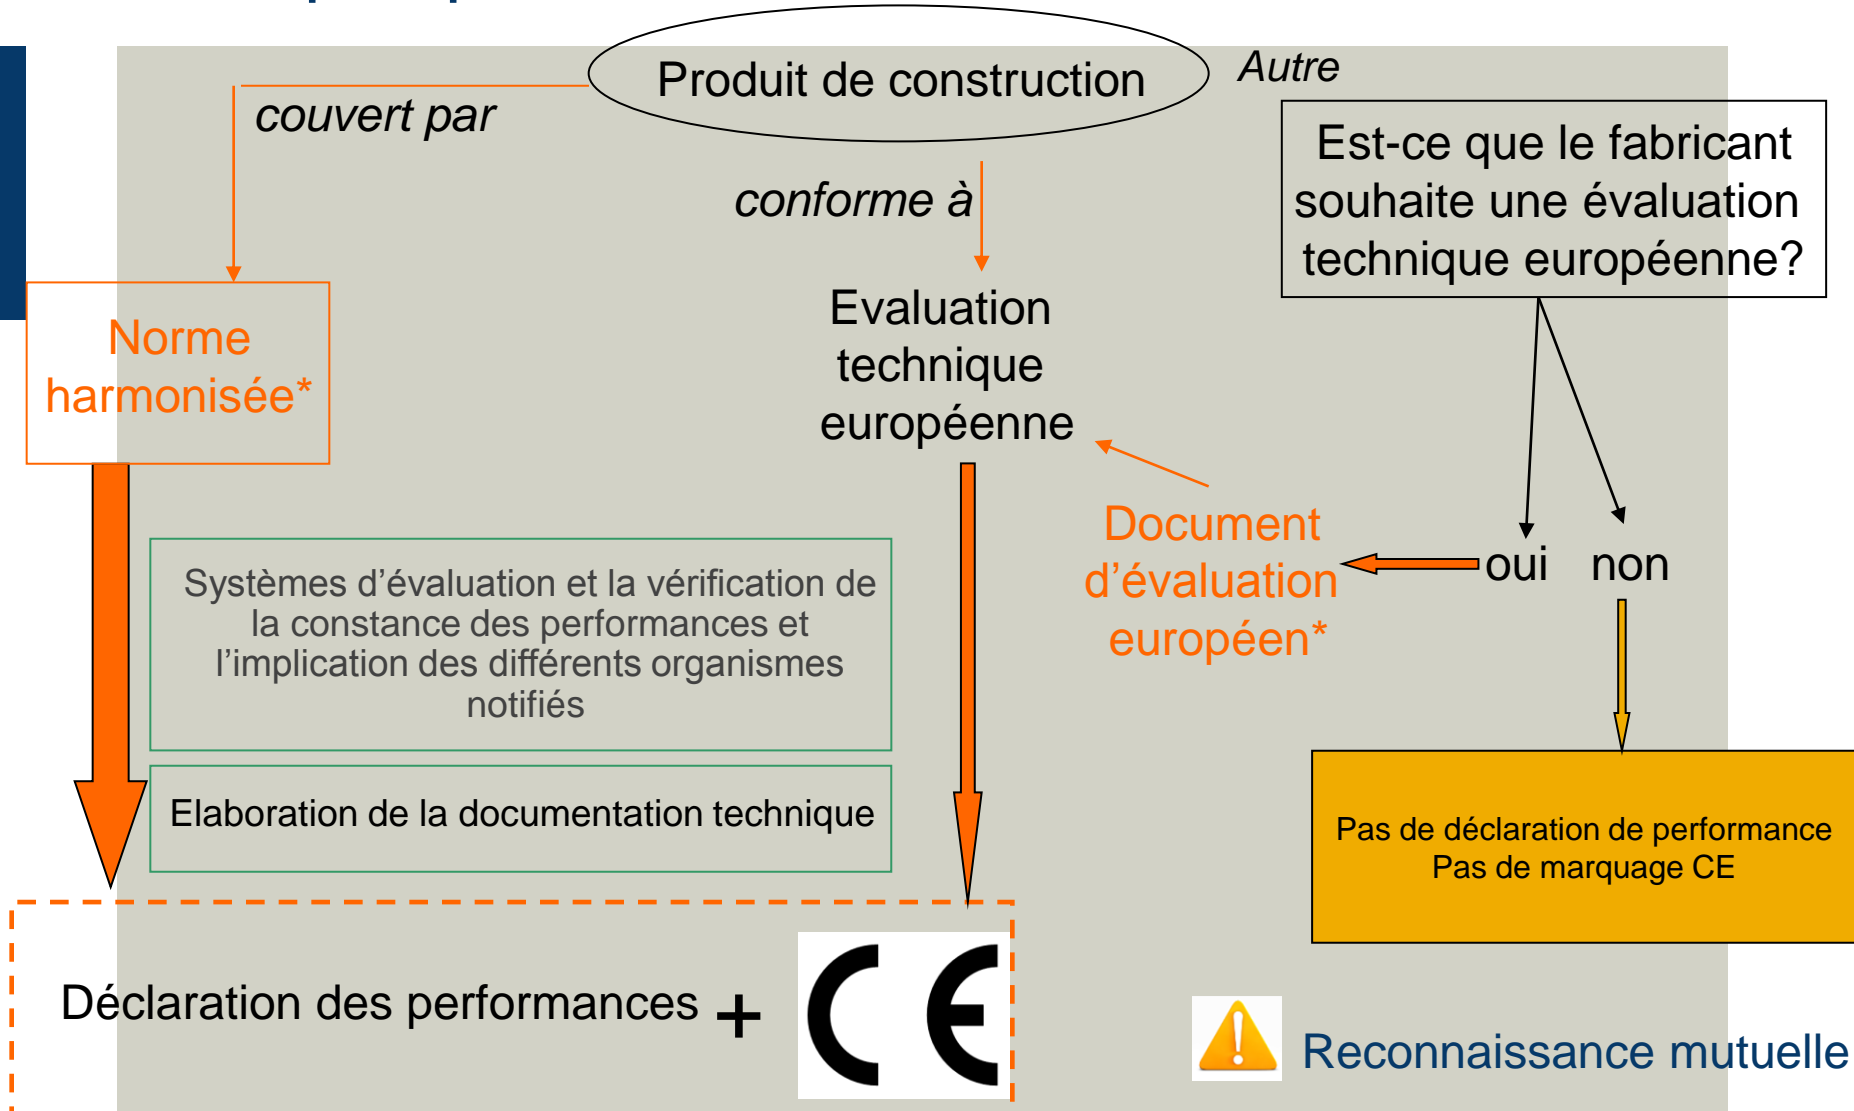 Produit de construction
Autre
couvert par
conforme à
Est-ce que le fabricant
souhaite une évaluation
technique européenne?
Norme
harmonisée*
Evaluation
technique
européenne
Document
d’évaluation
européen*
oui non
Systèmes d’évaluation et la vérification de
la constance des performances et
l’implication des différents organismes
notifiés
Elaboration de la documentation technique
Pas de déclaration de performance
Pas de marquage CE
Déclaration des performances + CE
Reconnaissance mutuelle